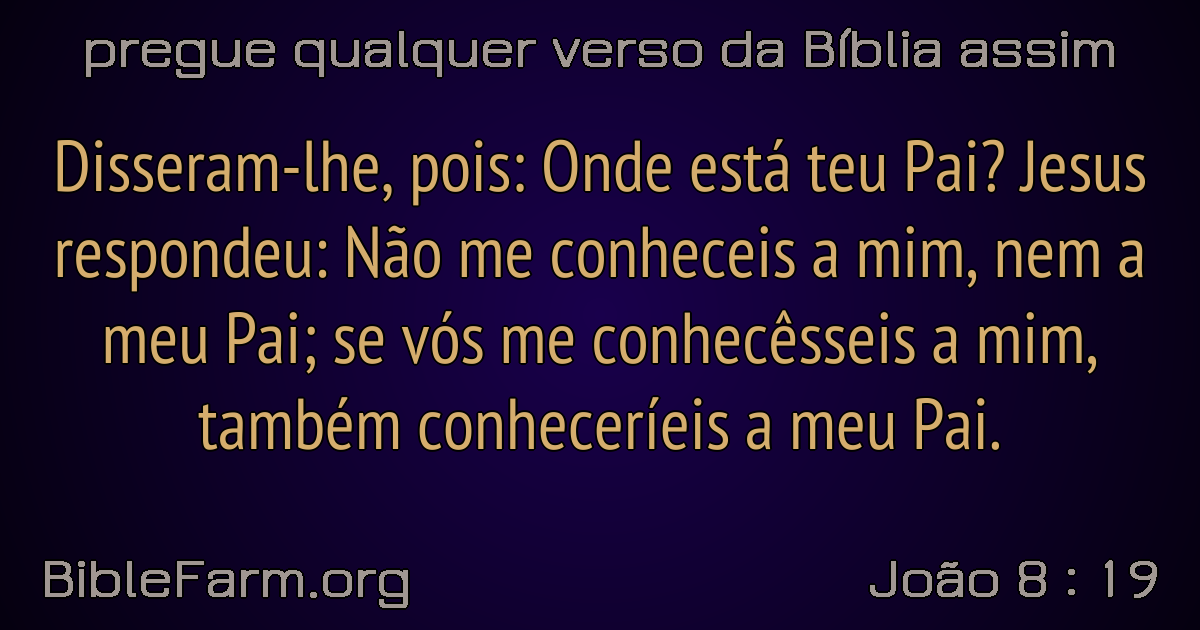 pregue qualquer verso da Bíblia assim
Disseram-lhe, pois: Onde está teu Pai? Jesus
respondeu: Não me conheceis a mim, nem a
meu Pai; se vós me conhecêsseis a mim,
também conheceríeis a meu Pai.
BibleFarm.org
João 8 : 19